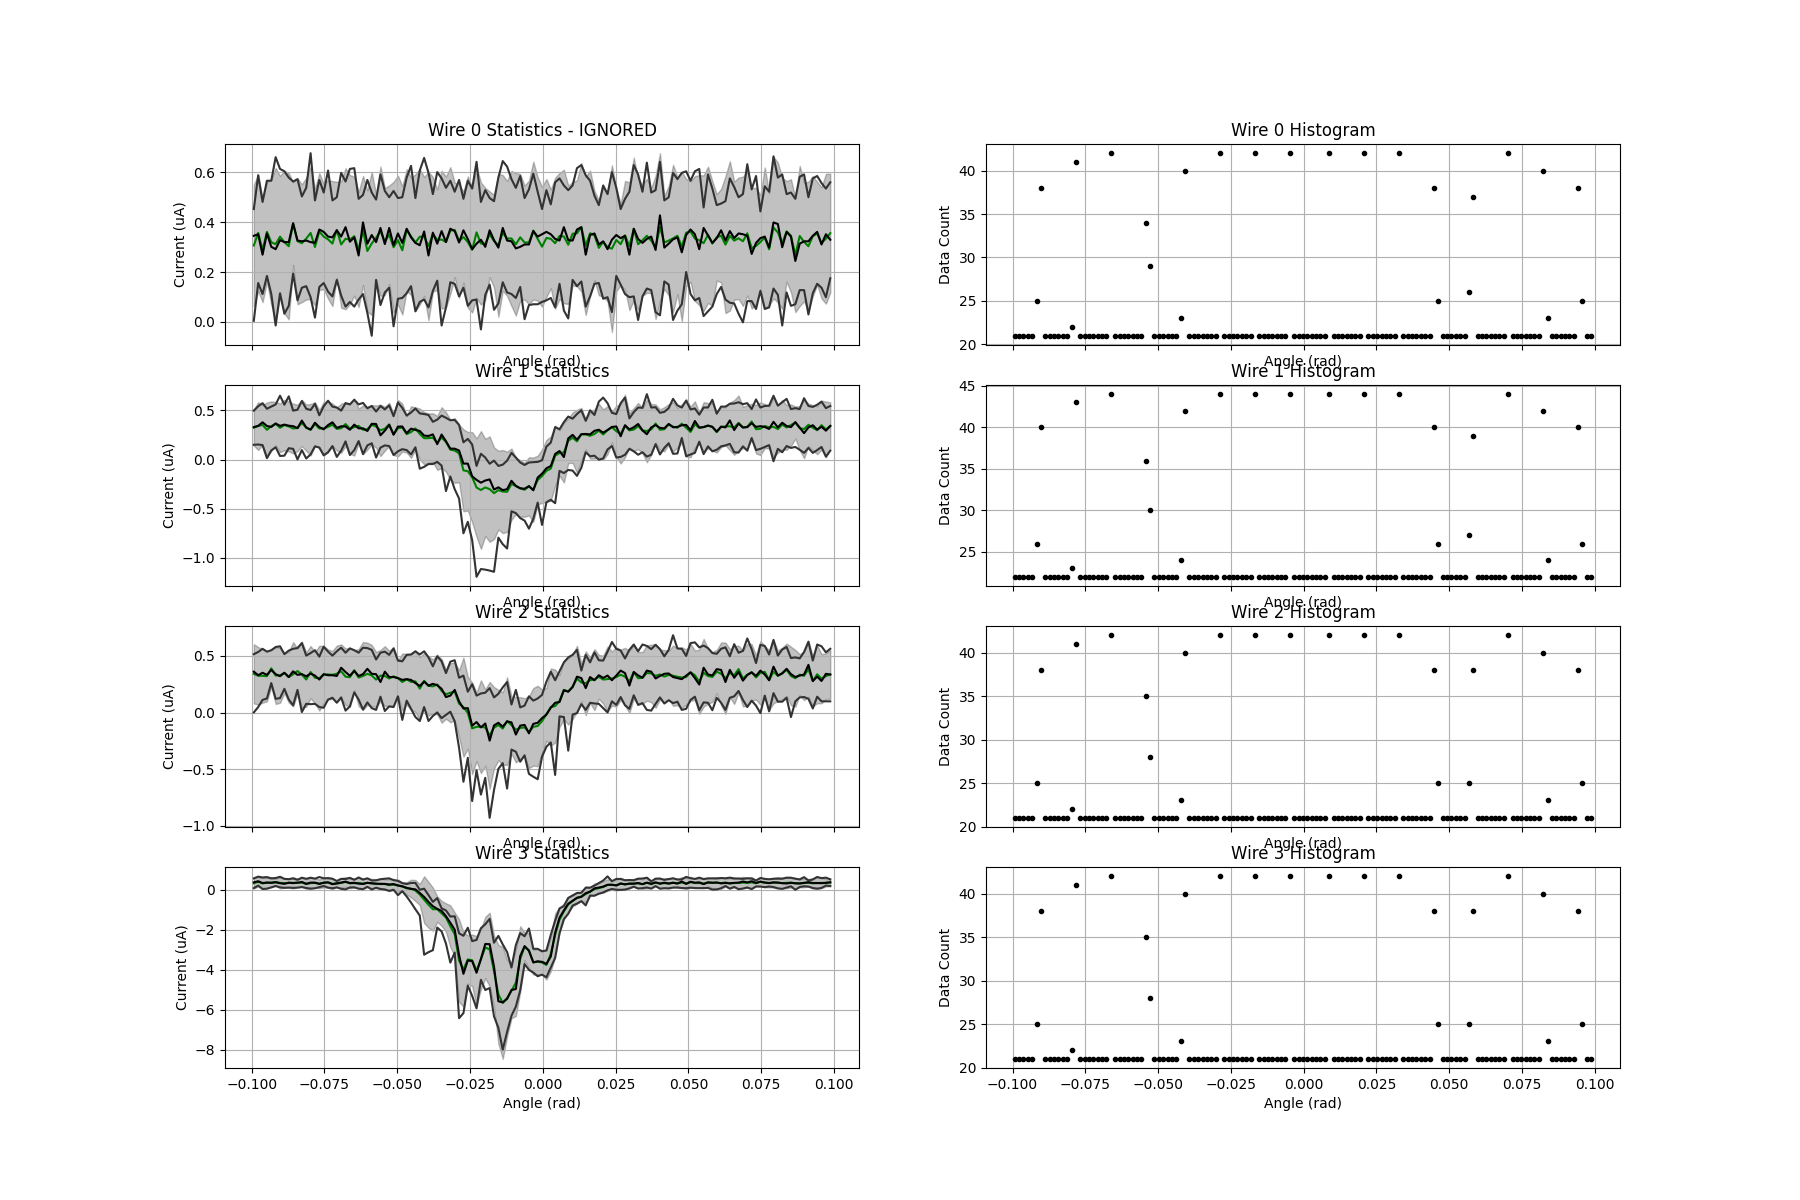 Wire 0 Statistics - IGNORED
Wire 0 Histogram
0.6
0.4
0.2
0.0
Current (uA)
Angle (rad)
40
35
30
25
20
Data Count
Angle (rad)
Wire 1 Statistics
Wire 1 Histogram
0.5
0.0
−0.5
−1.0
Current (uA)
Angle (rad)
45
40
35
30
25
Data Count
Angle (rad)
Wire 2 Statistics
Wire 2 Histogram
0.5
0.0
−0.5
−1.0
Current (uA)
Angle (rad)
40
35
30
25
20
Data Count
Angle (rad)
Wire 3 Statistics
Wire 3 Histogram
0
−2
−4
−6
−8
Current (uA)
−0.100 −0.075 −0.050 −0.025 0.000 0.025 0.050 0.075 0.100
Angle (rad)
40
35
30
25
20
Data Count
−0.100 −0.075 −0.050 −0.025 0.000 0.025 0.050 0.075 0.100
Angle (rad)